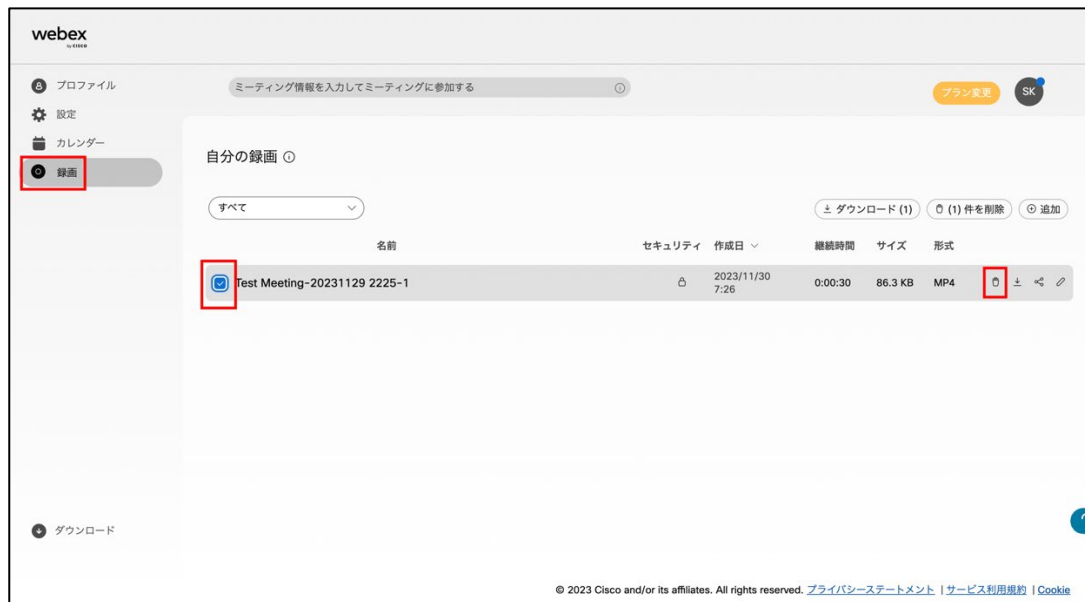 webex
by CISCO
プロファイル
ミーティング情報を入力してミーティングに参加する
プラン変更
SK
設定
カレンダー
録画
自分の録画
すべて
ダウンロード (1)
(1) 件を削除
追加
名前
セキュリティ
作成日
継続時間
サイズ
形式
Test Meeting-20231129 2225-1
2023/11/30
7:26
0:00:30
86.3 KB
MP4
ダウンロード
© 2023 Cisco and/or its affiliates. All rights reserved. プライバシーステートメント | サービス利用規約 | Cookie